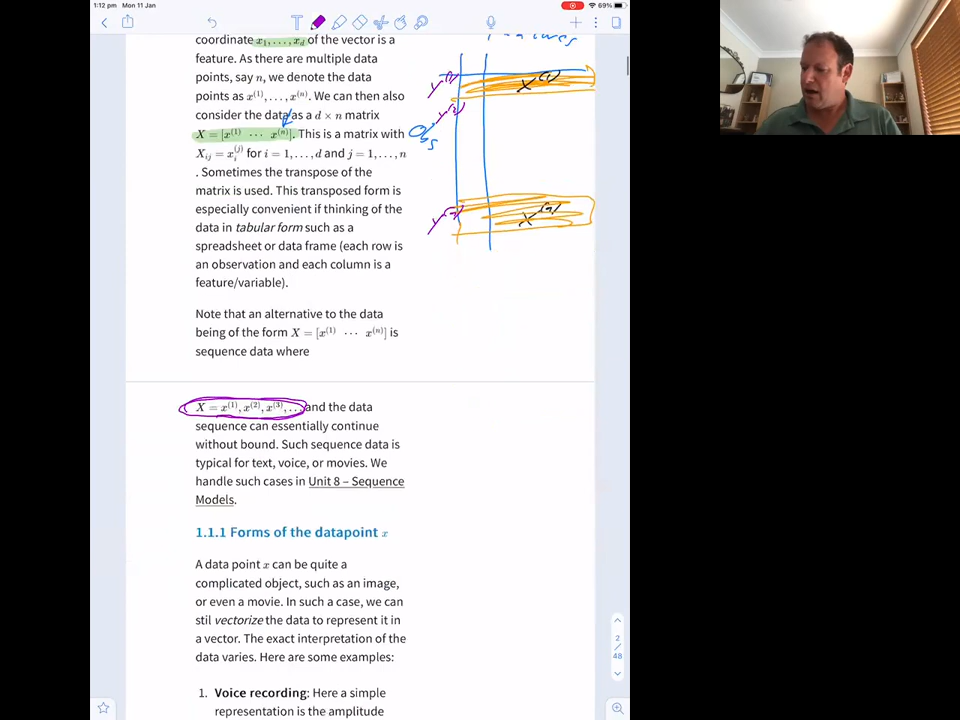 1:12 pm Mon 11 Jan
69%
coordinate x₁, . . . , x_d of the vector is a
feature. As there are multiple data
points, say n, we denote the data
points as x⁽¹⁾, . . . , x⁽ⁿ⁾. We can then also
consider the data as a d × n matrix
X = [x⁽¹⁾ ⋯ x⁽ⁿ⁾]. This is a matrix with
X_ij = x_i^(j) for i = 1, . . . , d and j = 1, . . . , n
. Sometimes the transpose of the
matrix is used. This transposed form is
especially convenient if thinking of the
data in tabular form such as a
spreadsheet or data frame (each row is
an observation and each column is a
feature/variable).
Note that an alternative to the data
being of the form X = [x⁽¹⁾ ⋯ x⁽ⁿ⁾] is
sequence data where
X = x⁽¹⁾, x⁽²⁾, x⁽³⁾, . . . and the data
sequence can essentially continue
without bound. Such sequence data is
typical for text, voice, or movies. We
handle such cases in Unit 8 – Sequence
Models.
1.1.1 Forms of the datapoint x
A data point x can be quite a
complicated object, such as an image,
or even a movie. In such a case, we can
stil vectorize the data to represent it in
a vector. The exact interpretation of the
data varies. Here are some examples:
1. Voice recording: Here a simple
representation is the amplitude
y⁽¹⁾ x⁽¹⁾
y⁽²⁾
Obs
y⁽ⁿ⁾ x⁽ⁿ⁾
2
/
48